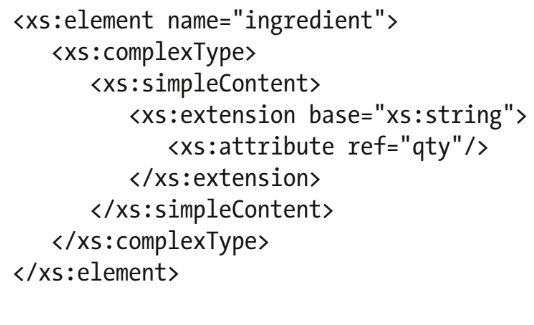 <xs:element name="ingredient">
<xs:complexType>
<xs:simpleContent>
<xs:extension base="xs:string">
<xs:attribute ref="qty"/>
</xs:extension>
</xs:simpleContent>
</xs:complexType>
</xs:element>